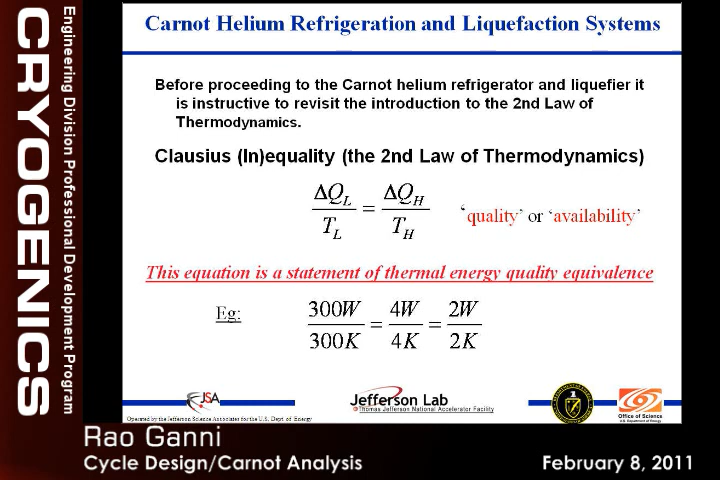 Engineering Division Professional Development Program
CRYOGENICS
Carnot Helium Refrigeration and Liquefaction Systems
Before proceeding to the Carnot helium refrigerator and liquefier it
is instructive to revisit the introduction to the 2nd Law of
Thermodynamics.
Clausius (In)equality (the 2nd Law of Thermodynamics)
ΔQ_L / T_L = ΔQ_H / T_H
‘quality’ or ‘availability’
This equation is a statement of thermal energy quality equivalence
Eg:
300W / 300K = 4W / 4K = 2W / 2K
JSA
Jefferson Lab
Thomas Jefferson National Accelerator Facility
Office of Science
U.S. Department of Energy
Operated by the Jefferson Science Associates for the U.S. Dept. of Energy
Rao Ganni
Cycle Design/Carnot Analysis
February 8, 2011